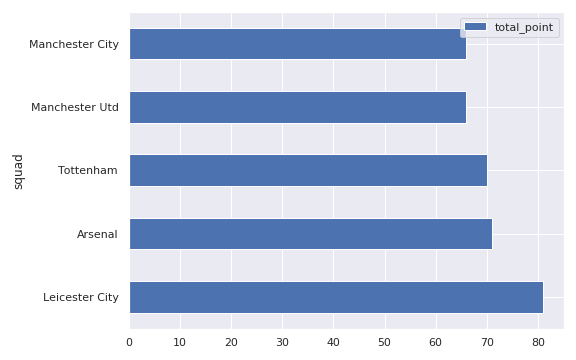 total_point
Manchester City
Manchester Utd
Tottenham
Arsenal
Leicester City
squad
0 10 20 30 40 50 60 70 80